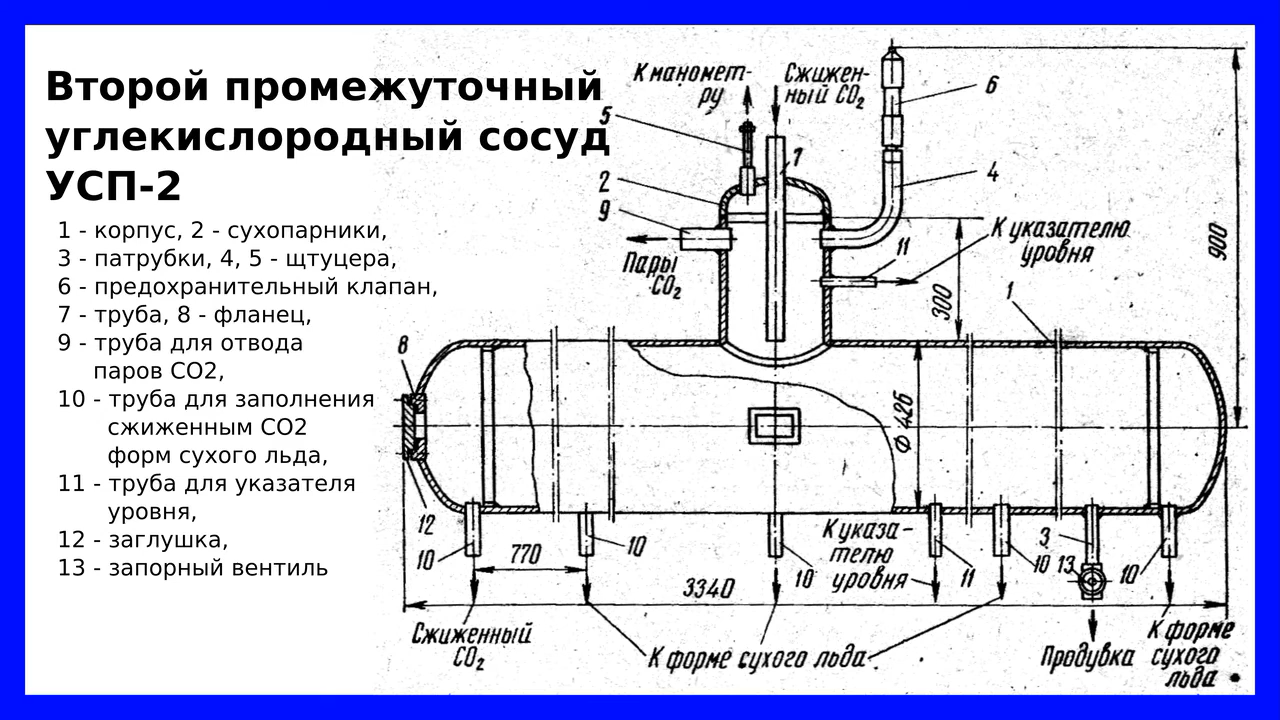 Второй промежуточный
углекислородный сосуд
УСП-2
1 - корпус, 2 - сухопарники,
3 - патрубки, 4, 5 - щтуцера,
6 - предохранительный клапан,
7 - труба, 8 - фланец,
9 - труба для отвода
паров СО2,
10 - труба для заполнения
сжиженным СО2
форм сухого льда,
11 - труба для указателя
уровня,
12 - заглушка,
13 - запорный вентиль
К маномет-
ру
Сжижен-
ный СО₂
5
6
7
2
4
9
Пары
СО₂
11
К указателю
уровня
900
300
1
8
Ф 426
12
10
770
10
10
К указа-
телю
уровня
11
3
10
13
10
3340
Сжиженный
СО₂
К форме сухого льда
Продувка
К форме
сухого
льда